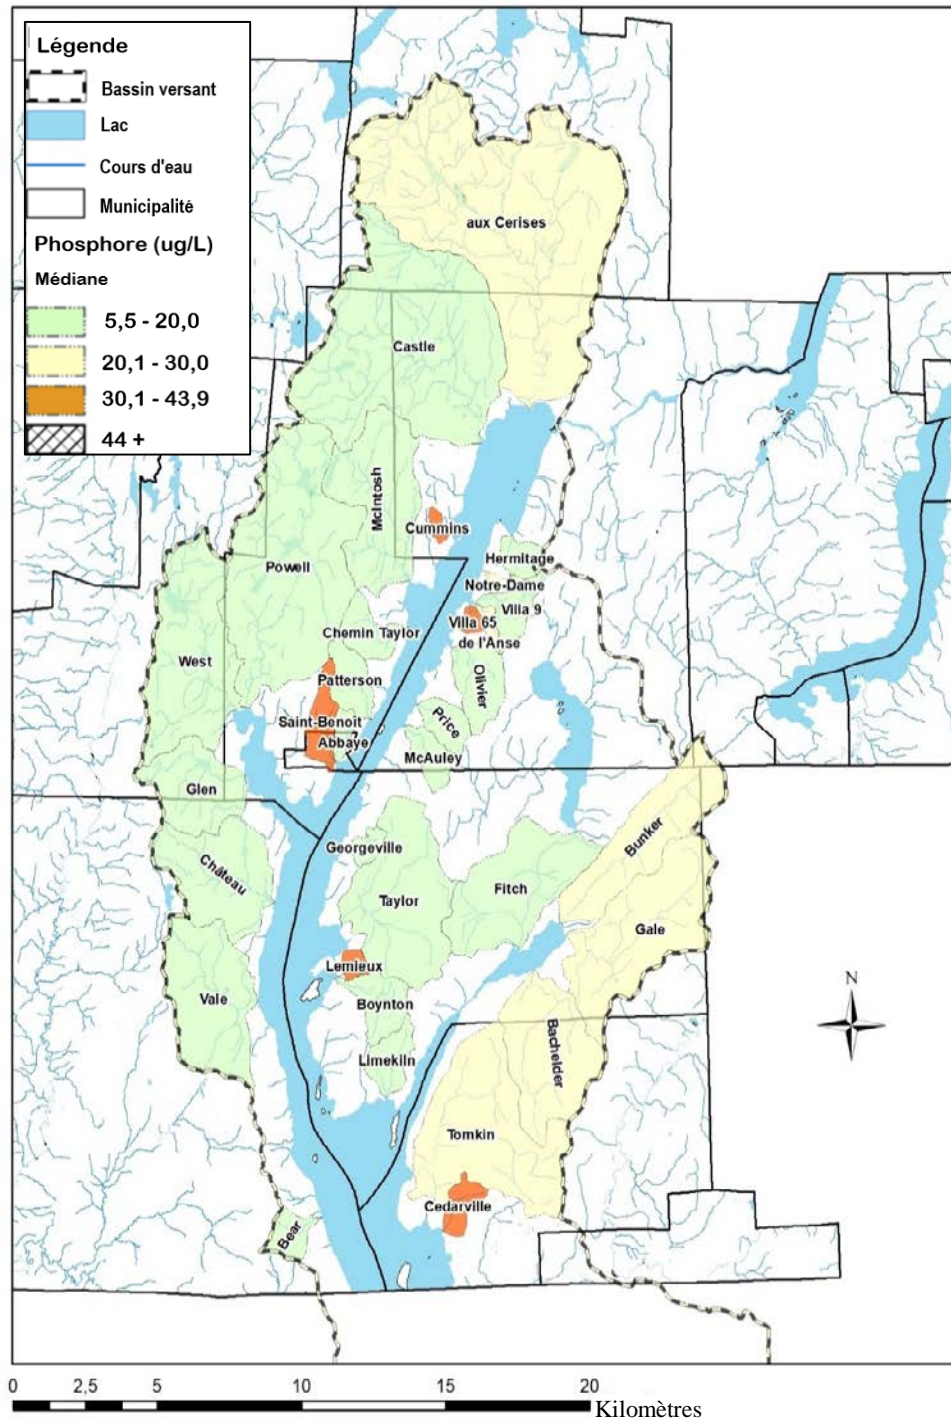 Légende
Bassin versant
Lac
Cours d'eau
Municipalité
Phosphore (ug/L)
Médiane
5,5 - 20,0
20,1 - 30,0
30,1 - 43,9
44 +
aux Cerises
Castle
McIntosh
Cummins
Hermitage
Powell
Notre-Dame
Villa 9
Villa 65
Chemin Taylor
de l'Anse
West
Patterson
Olivier
Saint-Benoit
Price
Abbaye
McAuley
Glen
Georgeville
Bunker
Château
Taylor
Fitch
Gale
Lemieux
Vale
Boynton
Bachelder
Limekiln
N
Tomkin
Cedarville
Bear
0 2,5 5 10 15 20
Kilomètres